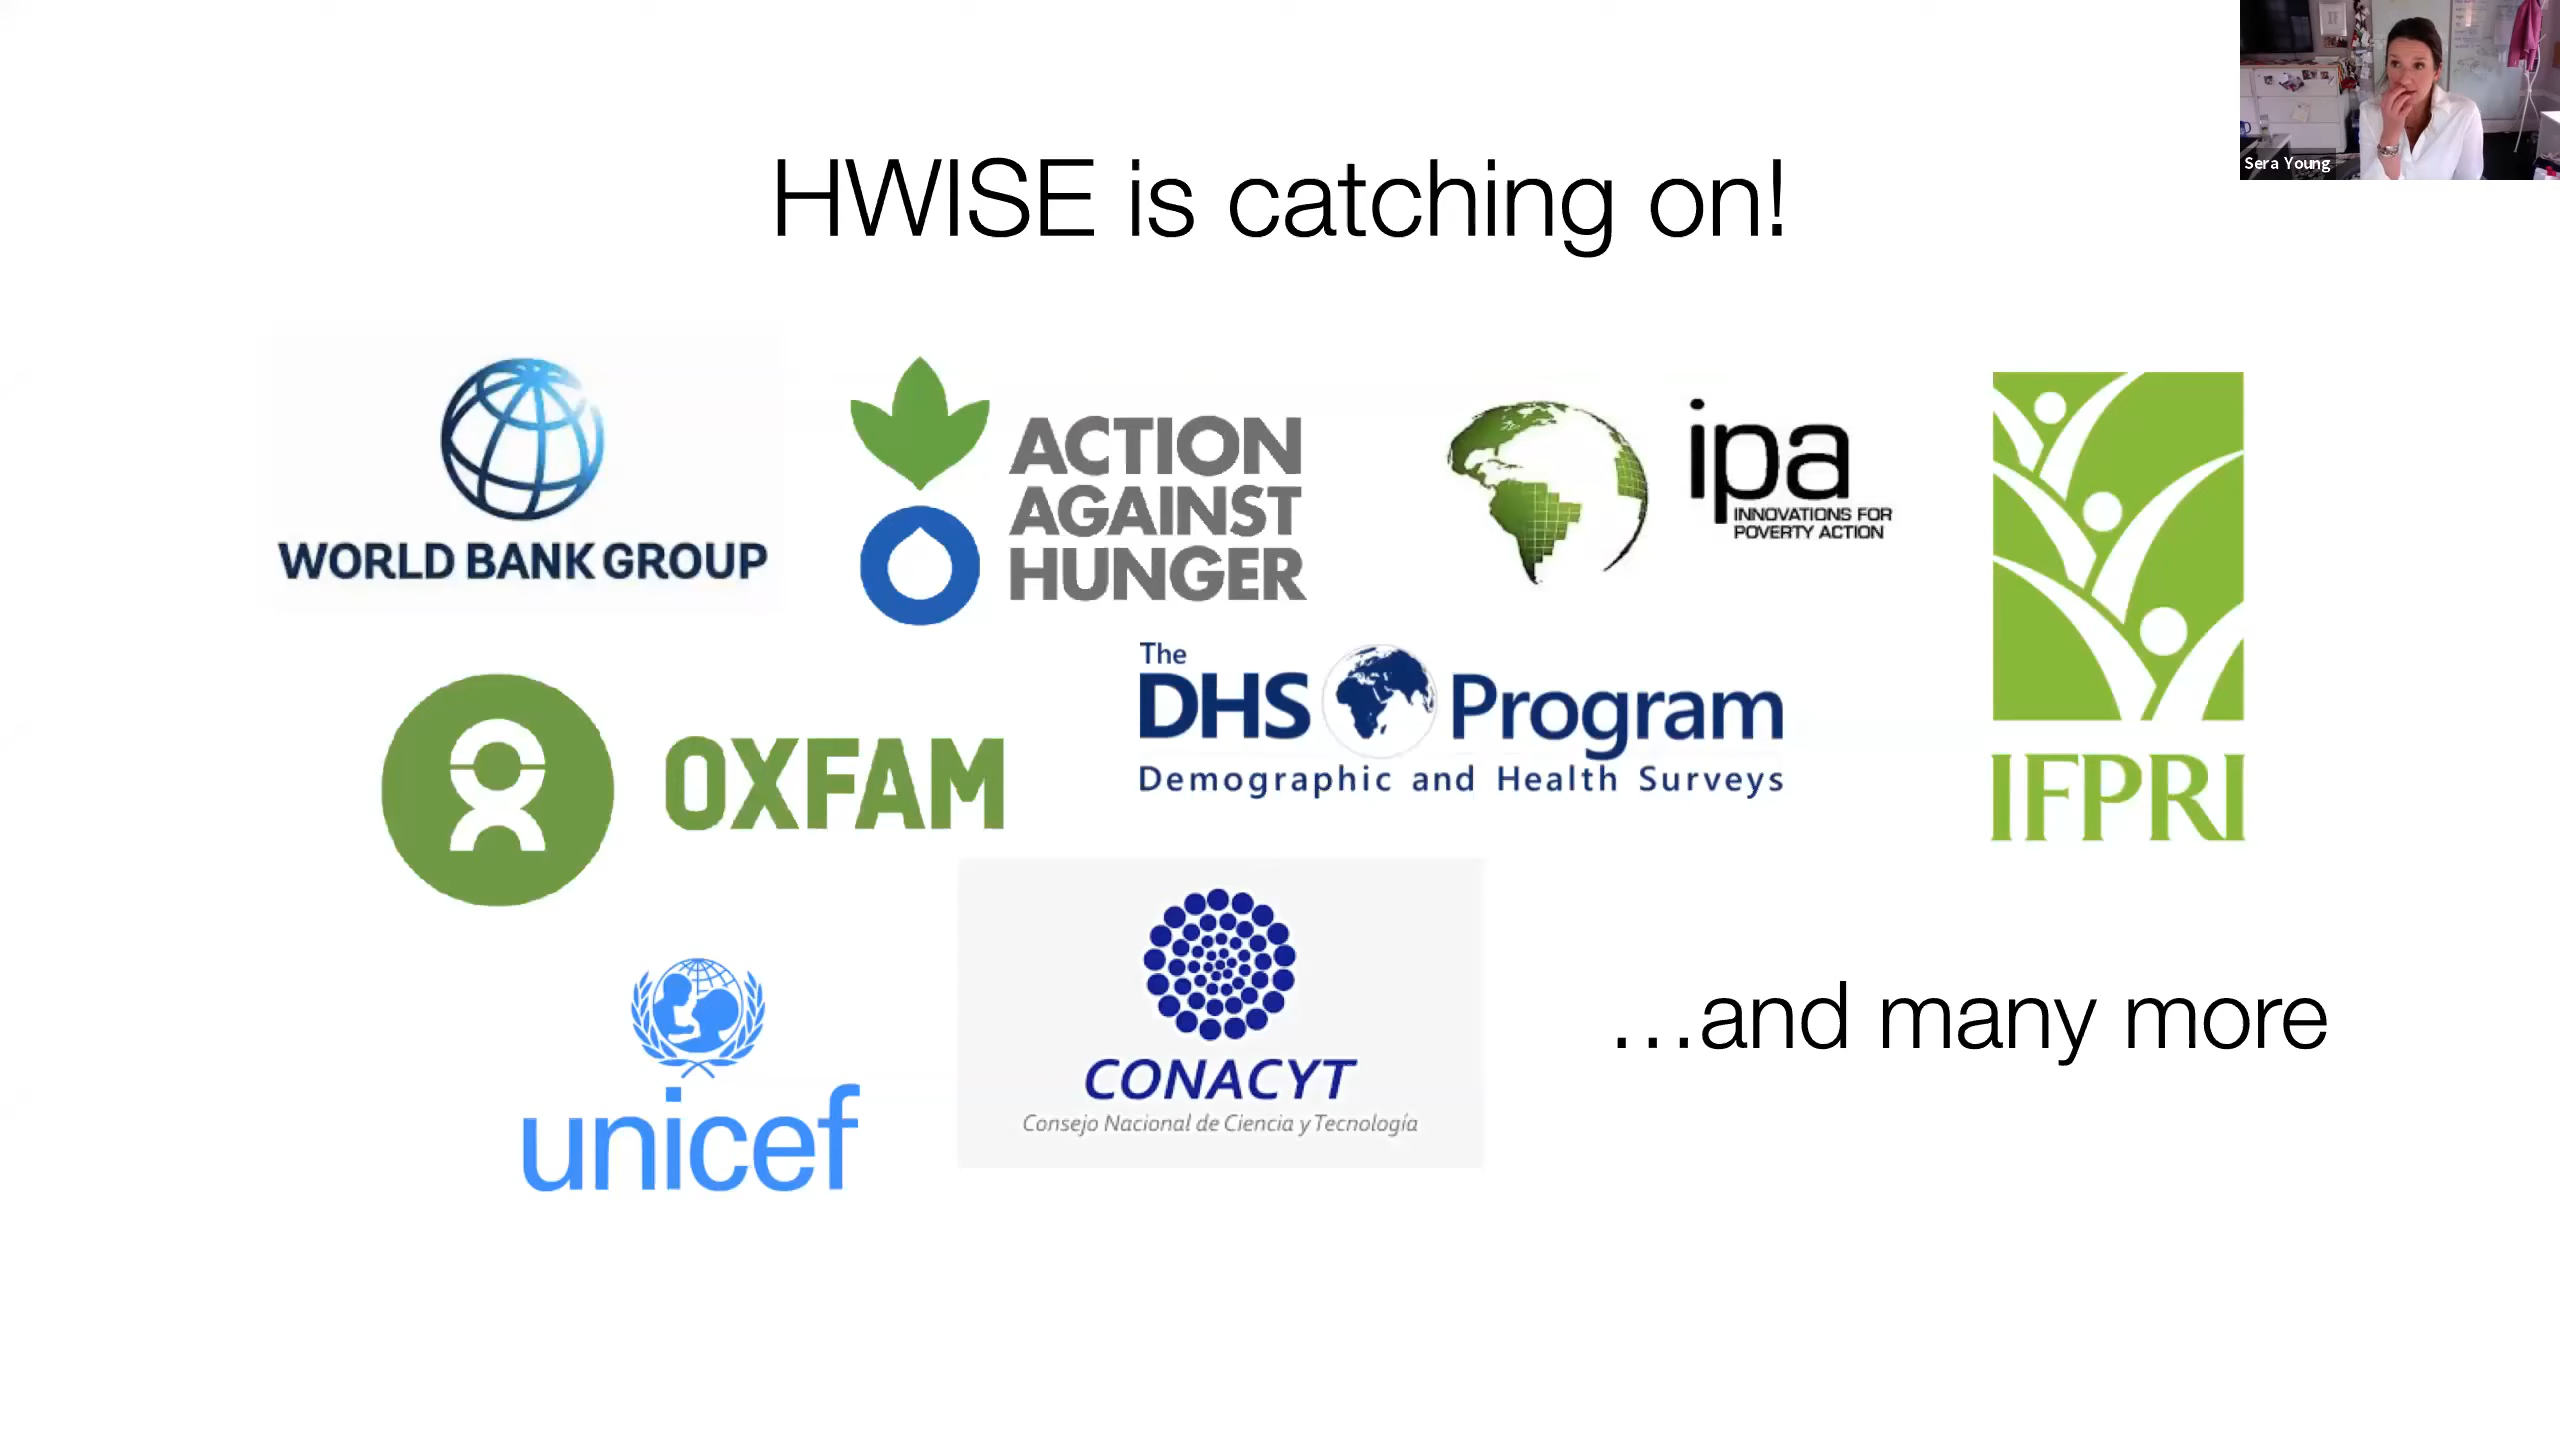 Sera Young
HWISE is catching on!
WORLD BANK GROUP
ACTION
AGAINST
HUNGER
ipa
INNOVATIONS FOR
POVERTY ACTION
IFPRI
OXFAM
The
DHS Program
Demographic and Health Surveys
unicef
CONACYT
Consejo Nacional de Ciencia y Tecnología
...and many more